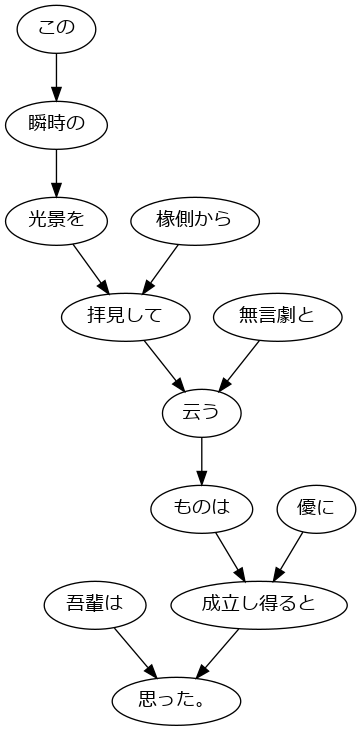 この
瞬時の
光景を
椽側から
拝見して
無言劇と
云う
ものは
優に
吾輩は
成立し得ると
思った。